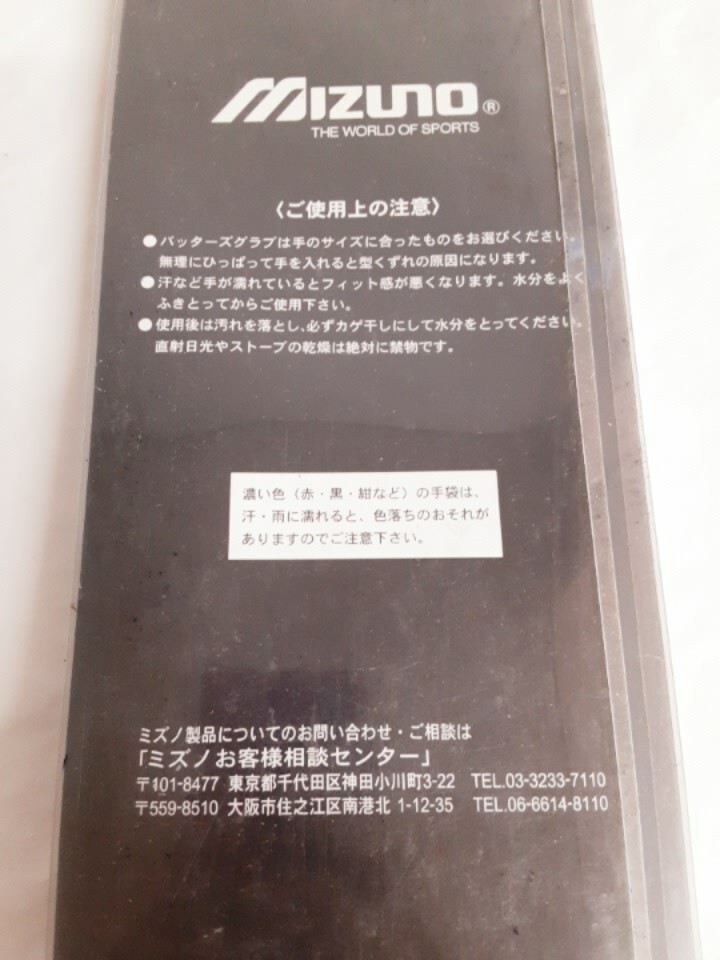 MIZUNO®
THE WORLD OF SPORTS
〈ご使用上の注意〉
●バッターズグラブは手のサイズに合ったものをお選びください。
無理にひっぱって手を入れると型くずれの原因になります。
●汗など手が濡れているとフィット感が悪くなります。水分をよく
ふきとってからご使用下さい。
●使用後は汚れを落とし、必ずカゲ干しにして水分をとってください。
直射日光やストーブの乾燥は絶対に禁物です。
濃い色(赤・黒・紺など)の手袋は、
汗・雨に濡れると、色落ちのおそれが
ありますのでご注意下さい。
ミズノ製品についてのお問い合わせ・ご相談は
「ミズノお客様相談センター」
〒101-8477 東京都千代田区神田小川町3-22 TEL.03-3233-7110
〒559-8510 大阪市住之江区南港北 1-12-35 TEL.06-6614-8110